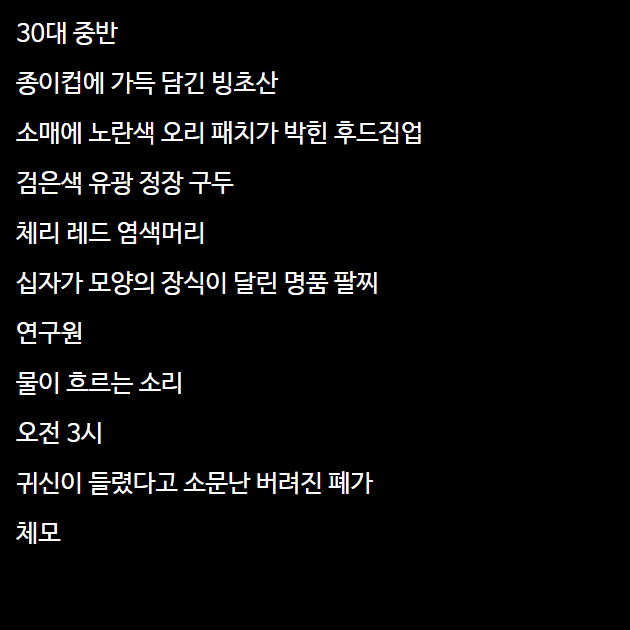 30대 중반
종이컵에 가득 담긴 빙초산
소매에 노란색 오리 패치가 박힌 후드집업
검은색 유광 정장 구두
체리 레드 염색머리
십자가 모양의 장식이 달린 명품 팔찌
연구원
물이 흐르는 소리
오전 3시
귀신이 들렸다고 소문난 버려진 폐가
체모